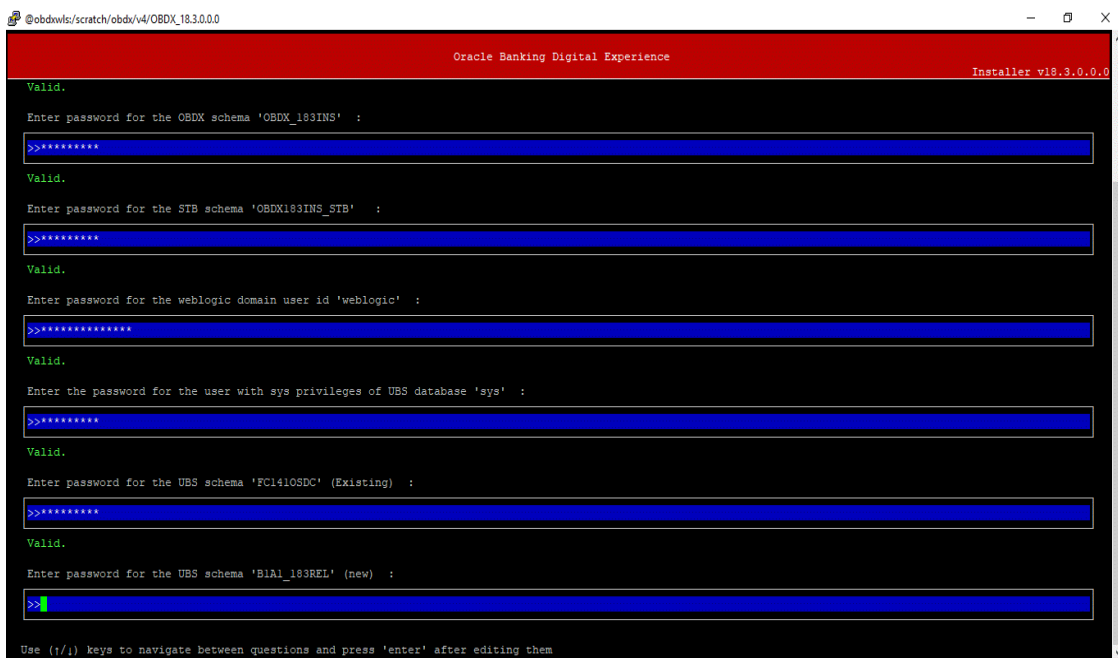 @obdxwls:/scratch/obdx/v4/OBDX_18.3.0.0.0
Oracle Banking Digital Experience
Installer v18.3.0.0.0
Valid.
Enter password for the OBDX schema 'OBDX_183INS' :
>>*********
Valid.
Enter password for the STB schema 'OBDX183INS_STB' :
>>*********
Valid.
Enter password for the weblogic domain user id 'weblogic' :
>>**************
Valid.
Enter the password for the user with sys privileges of UBS database 'sys' :
>>*********
Valid.
Enter password for the UBS schema 'FC141OSDC' (Existing) :
>>*********
Valid.
Enter password for the UBS schema 'B1A1_183REL' (new) :
>>
Use (↑/↓) keys to navigate between questions and press 'enter' after editing them